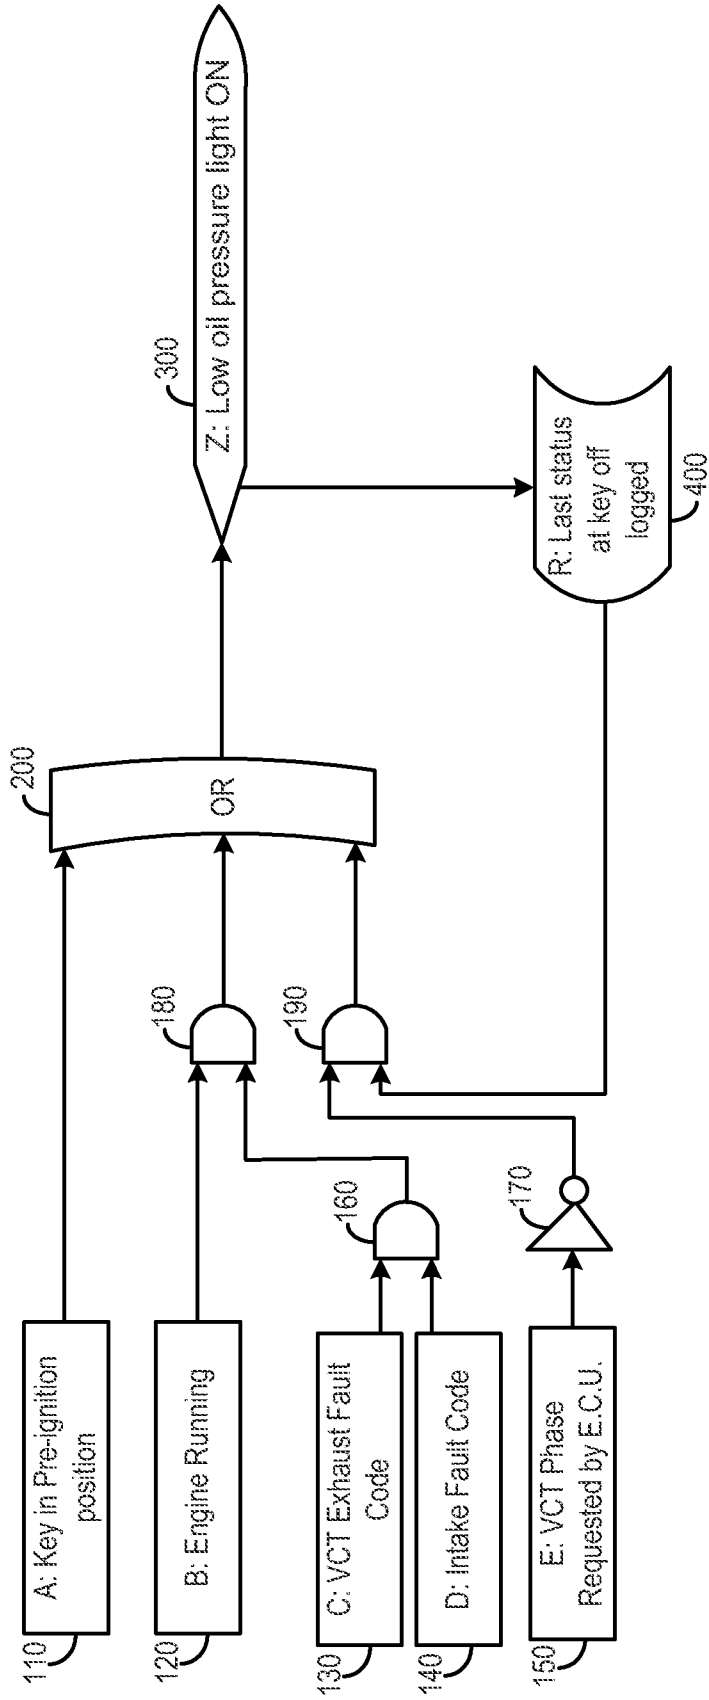 110
A: Key in Pre-ignition
position
120
B: Engine Running
130
C: VCT Exhaust Fault
Code
140
D: Intake Fault Code
150
E: VCT Phase
Requested by E.C.U.
160
170
180
190
200
OR
300
Z: Low oil pressure light ON
R: Last status
at key off
logged
400